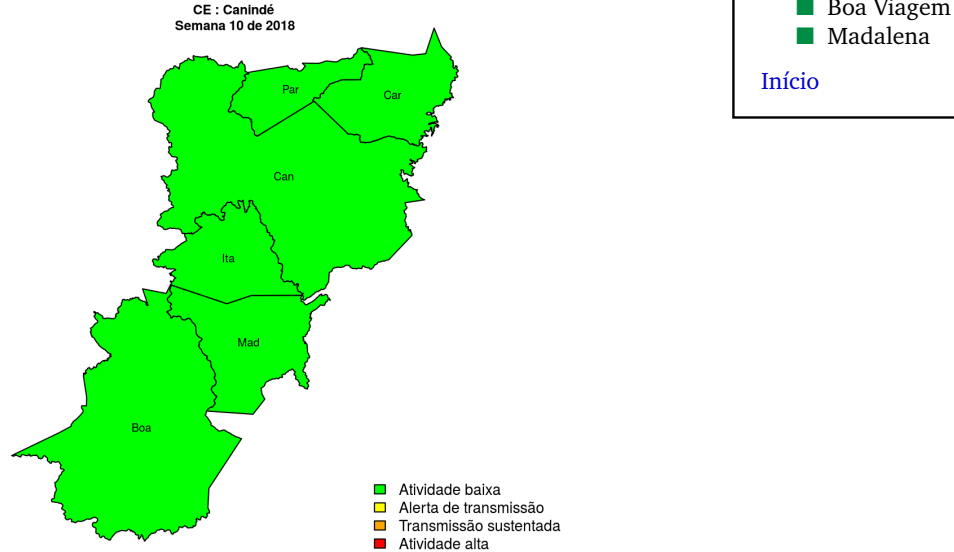 CE : Canindé
Semana 10 de 2018
Par
Car
Can
Ita
Mad
Boa
Atividade baixa
Alerta de transmissão
Transmissão sustentada
Atividade alta
Boa Viagem
Madalena
Início